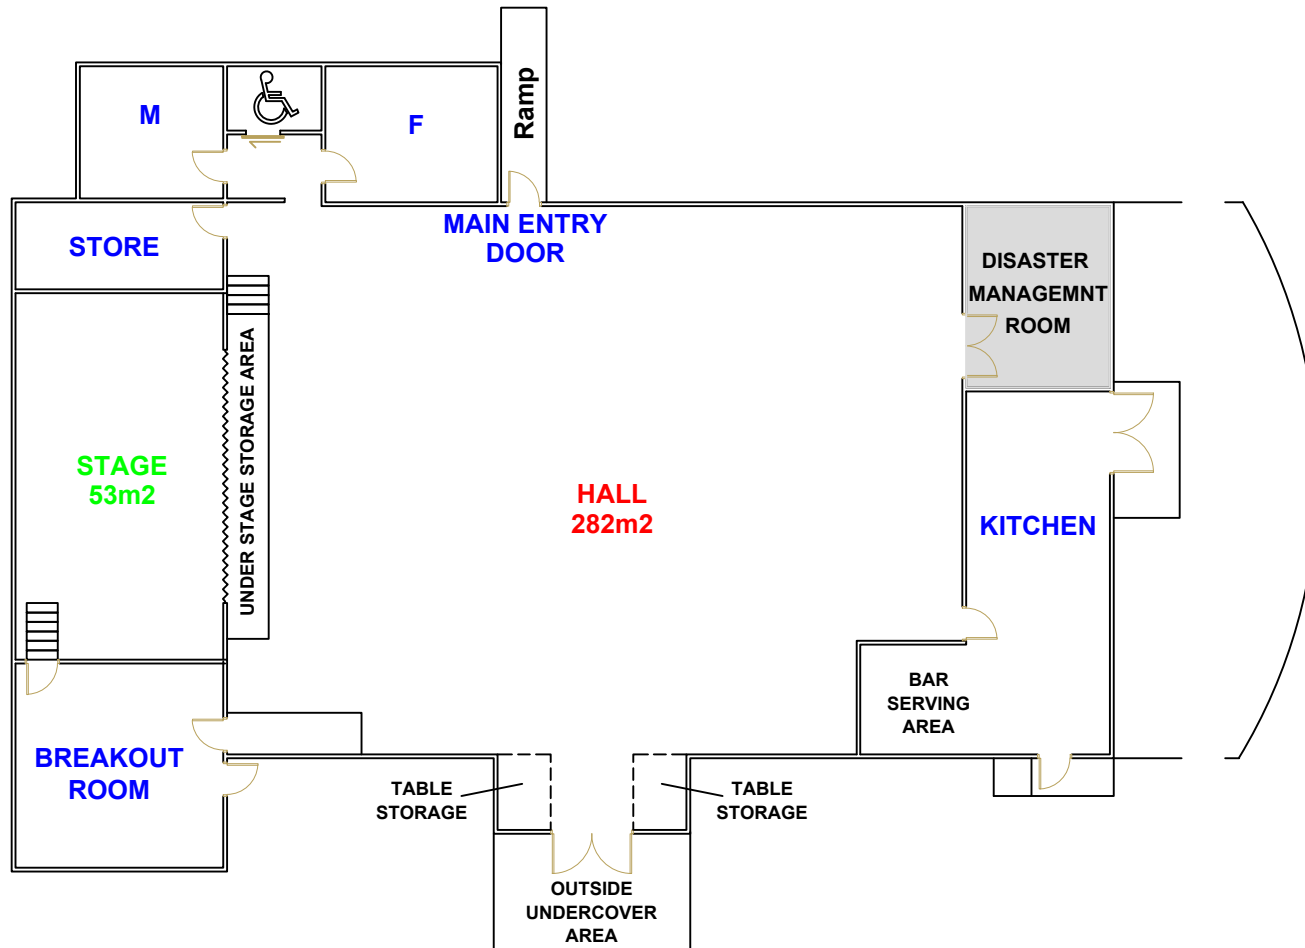 M
F
Ramp
MAIN ENTRY
DOOR
STORE
DISASTER
MANAGEMNT
ROOM
UNDER STAGE STORAGE AREA
STAGE
53m2
HALL
282m2
KITCHEN
BAR
SERVING
AREA
BREAKOUT
ROOM
TABLE
STORAGE
TABLE
STORAGE
OUTSIDE
UNDERCOVER
AREA